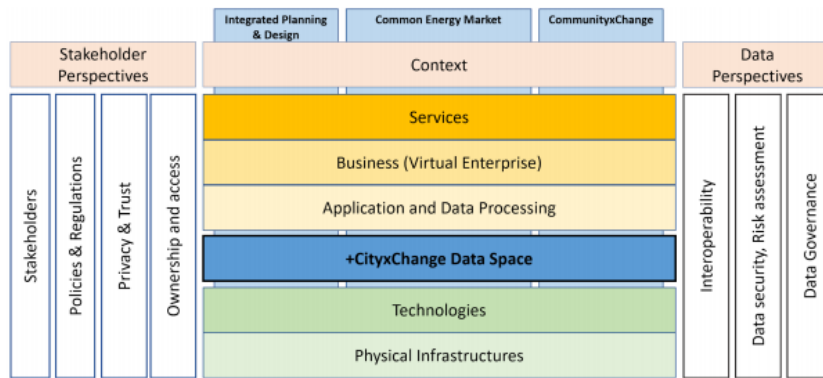 Integrated Planning
& Design
Common Energy Market
CommunityxChange
Stakeholder
Perspectives
Context
Data
Perspectives
Stakeholders
Policies & Regulations
Privacy & Trust
Ownership and access
Services
Business (Virtual Enterprise)
Application and Data Processing
+CityxChange Data Space
Technologies
Physical Infrastructures
Interoperability
Data security, Risk assessment
Data Governance